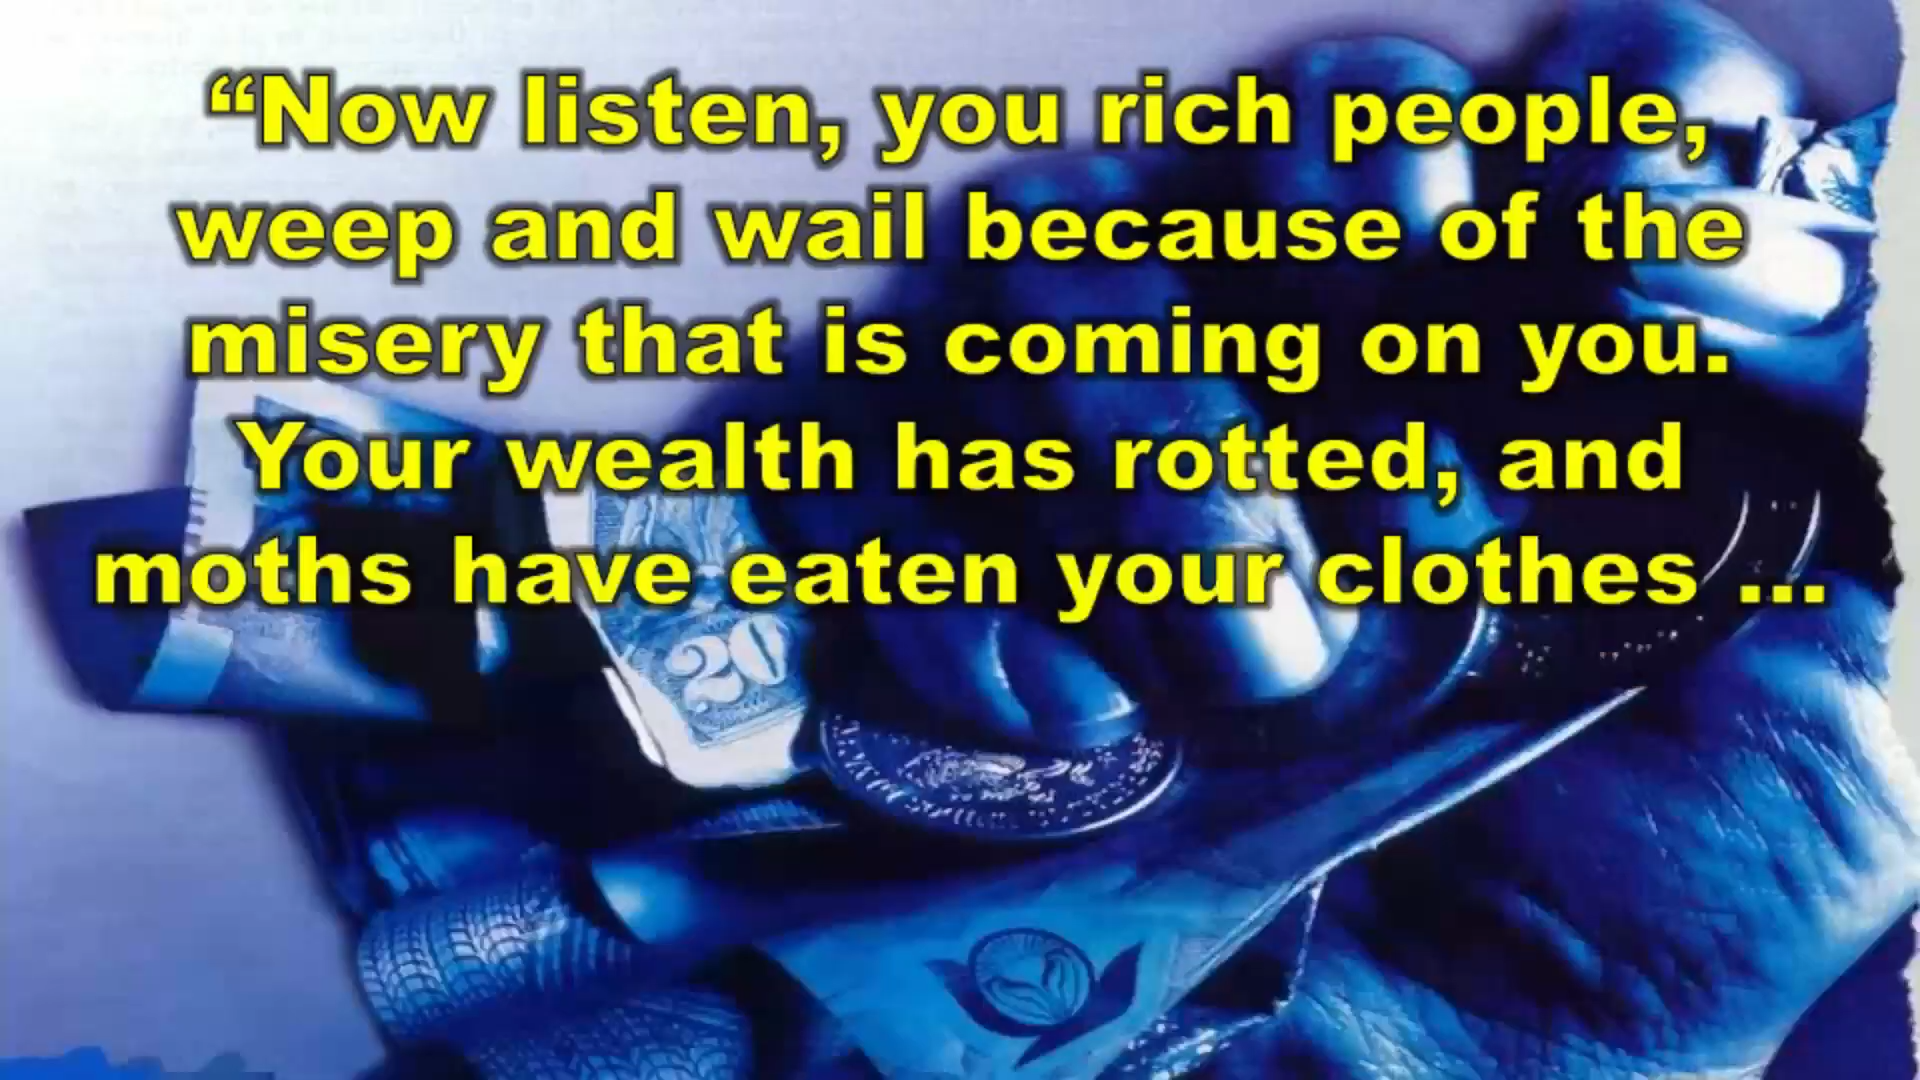 “Now listen, you rich people,
weep and wail because of the
misery that is coming on you.
Your wealth has rotted, and
moths have eaten your clothes ...
20